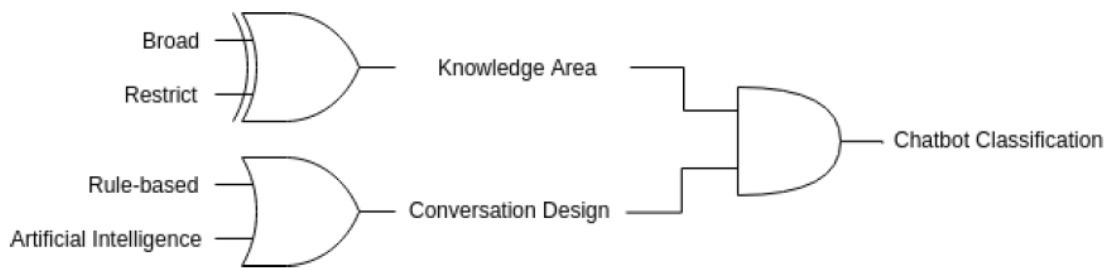 Broad
Restrict
Knowledge Area
Rule-based
Artificial Intelligence
Conversation Design
Chatbot Classification